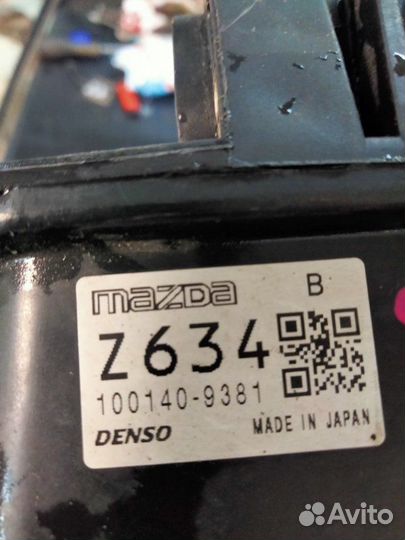 mazda B
Z634
100140-9381
DENSO MADE IN JAPAN
Avito